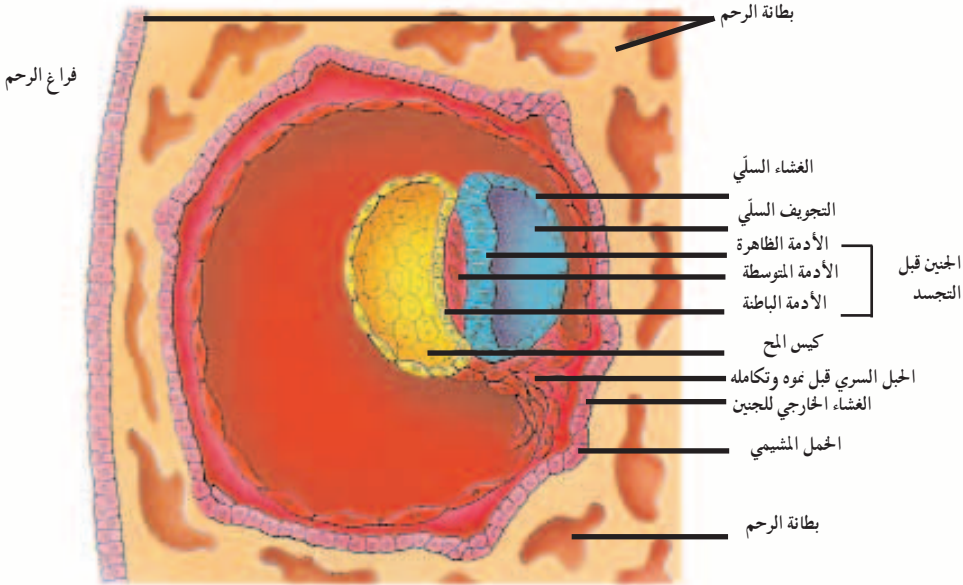 بطانة الرحم
فراغ الرحم
الغشاء السلّي
التجويف السلّي
الأدمة الظاهرة
الأدمة المتوسطة
الأدمة الباطنة
الجنين قبل
التجسد
كيس المح
الحبل السري قبل نموه وتكامله
الغشاء الخارجي للجنين
الخمل المشيمي
بطانة الرحم